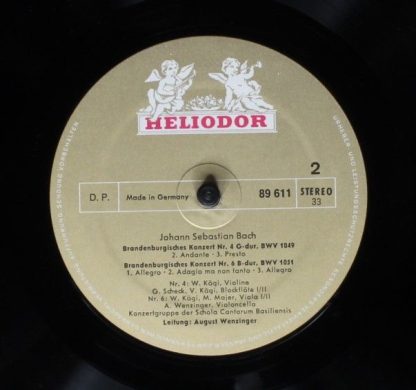 HELIODOR
2
D. P.
Made in Germany
89 611
STEREO
33
Johann Sebastian Bach
Brandenburgisches Konzert Nr. 4 G-dur, BWV 1049
2. Andante · 3. Presto
Brandenburgisches Konzert Nr. 6 B-dur, BWV 1051
1. Allegro · 2. Adagio ma non tanto · 3. Allegro
Nr. 4: W. Kägi, Violine
G. Scheck, V. Kägi, Blockflöte I/II
Nr. 6: W. Kägi, M. Majer, Viola I/II
A. Wenzinger, Violoncello
Konzertgruppe der Schola Cantorum Basiliensis
Leitung: August Wenzinger